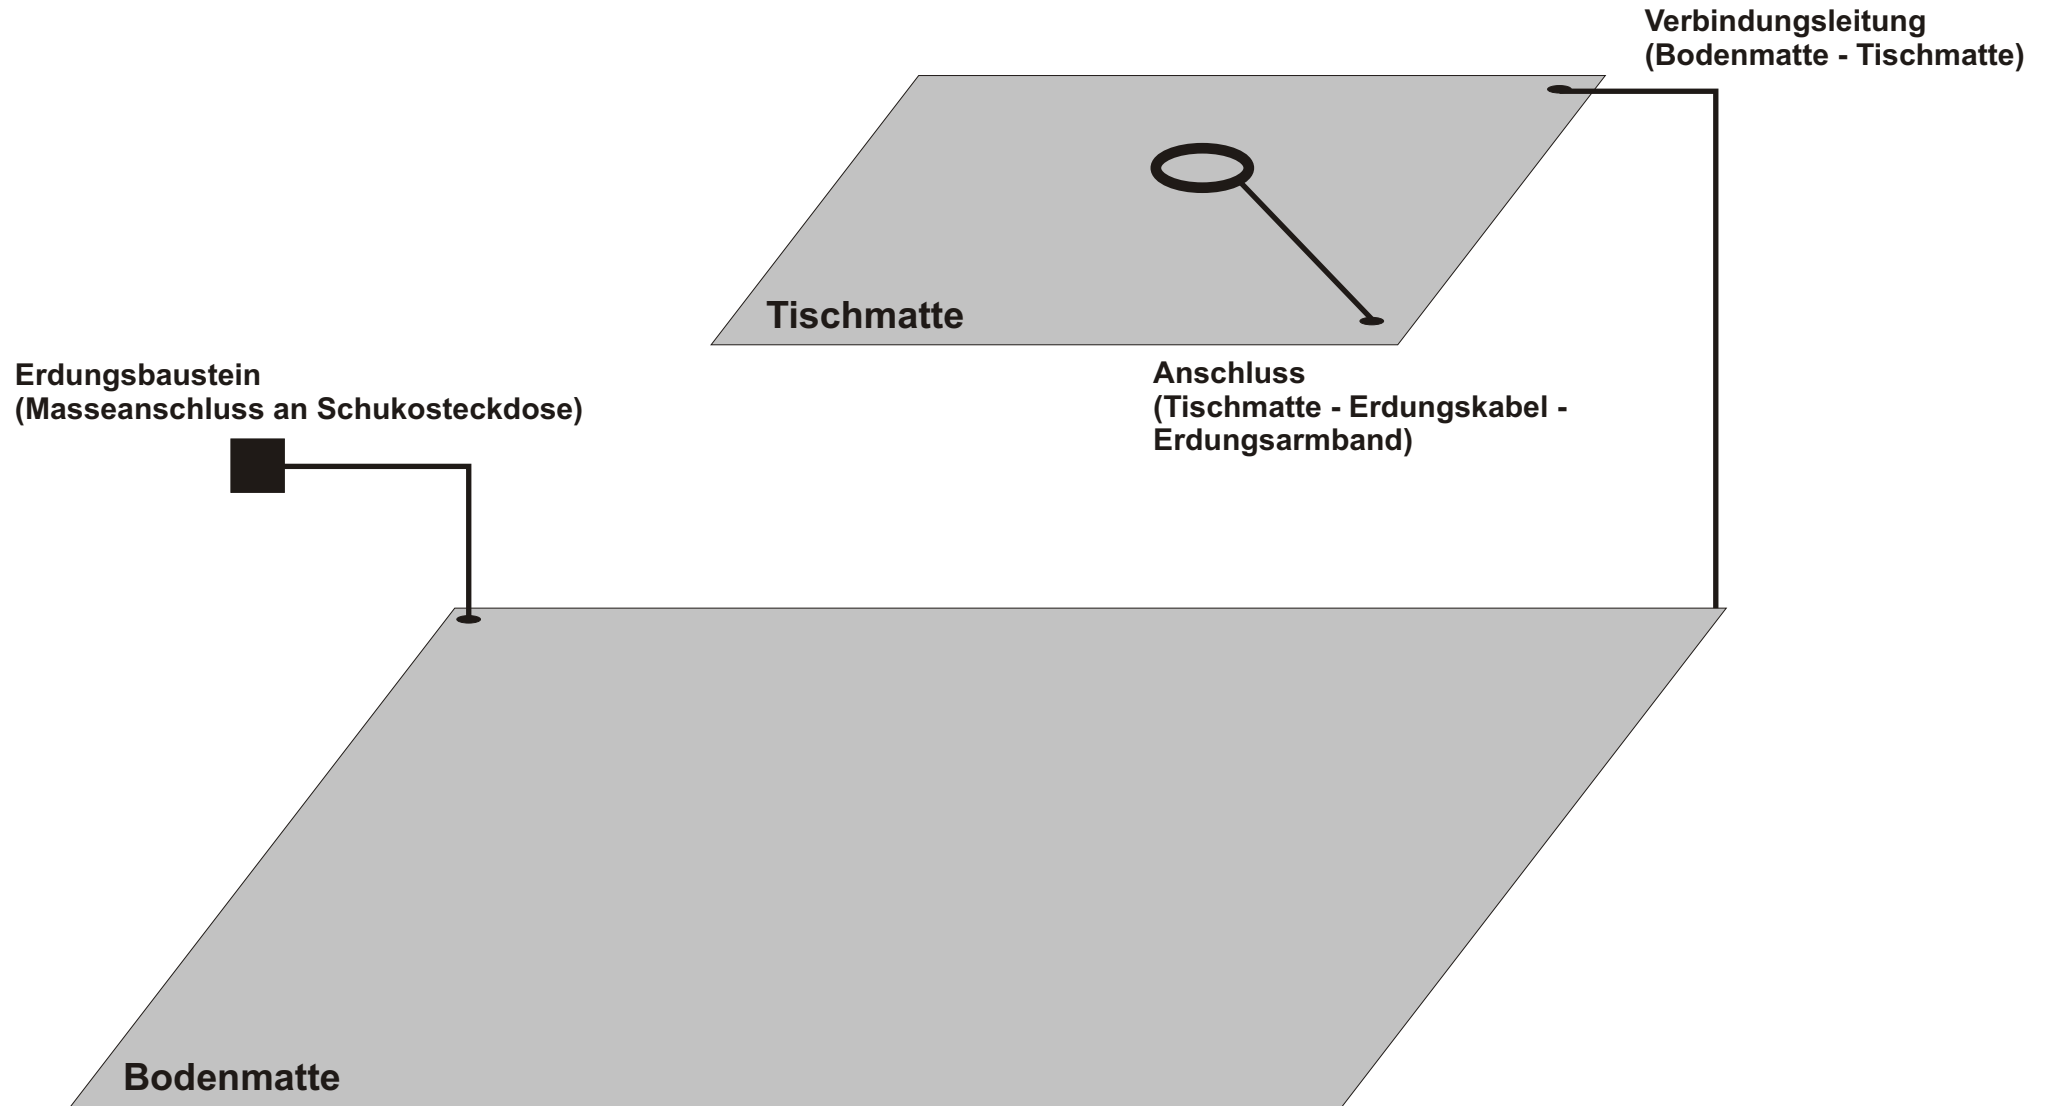 Verbindungsleitung
(Bodenmatte - Tischmatte)
Tischmatte
Erdungsbaustein
(Masseanschluss an Schukosteckdose)
Anschluss
(Tischmatte - Erdungskabel -
Erdungsarmband)
Bodenmatte